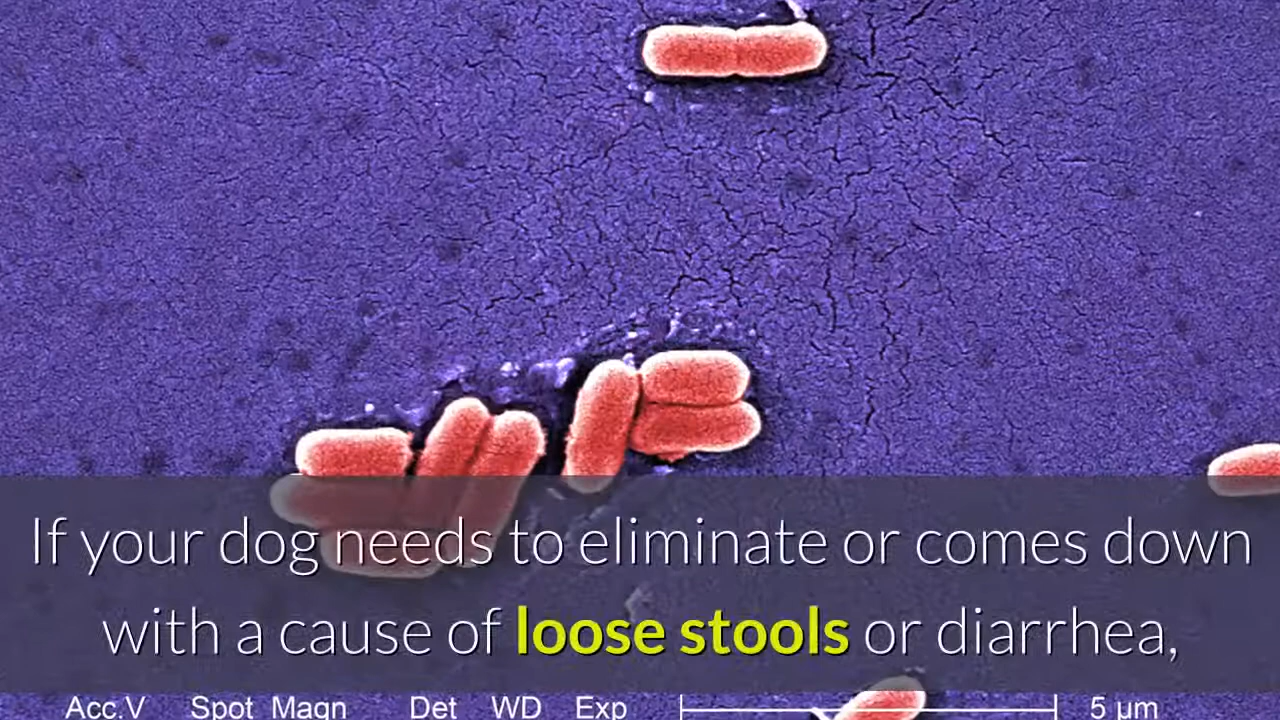 If your dog needs to eliminate or comes down
with a cause of loose stools or diarrhea,
Acc.V Spot Magn Det WD Exp 5 µm